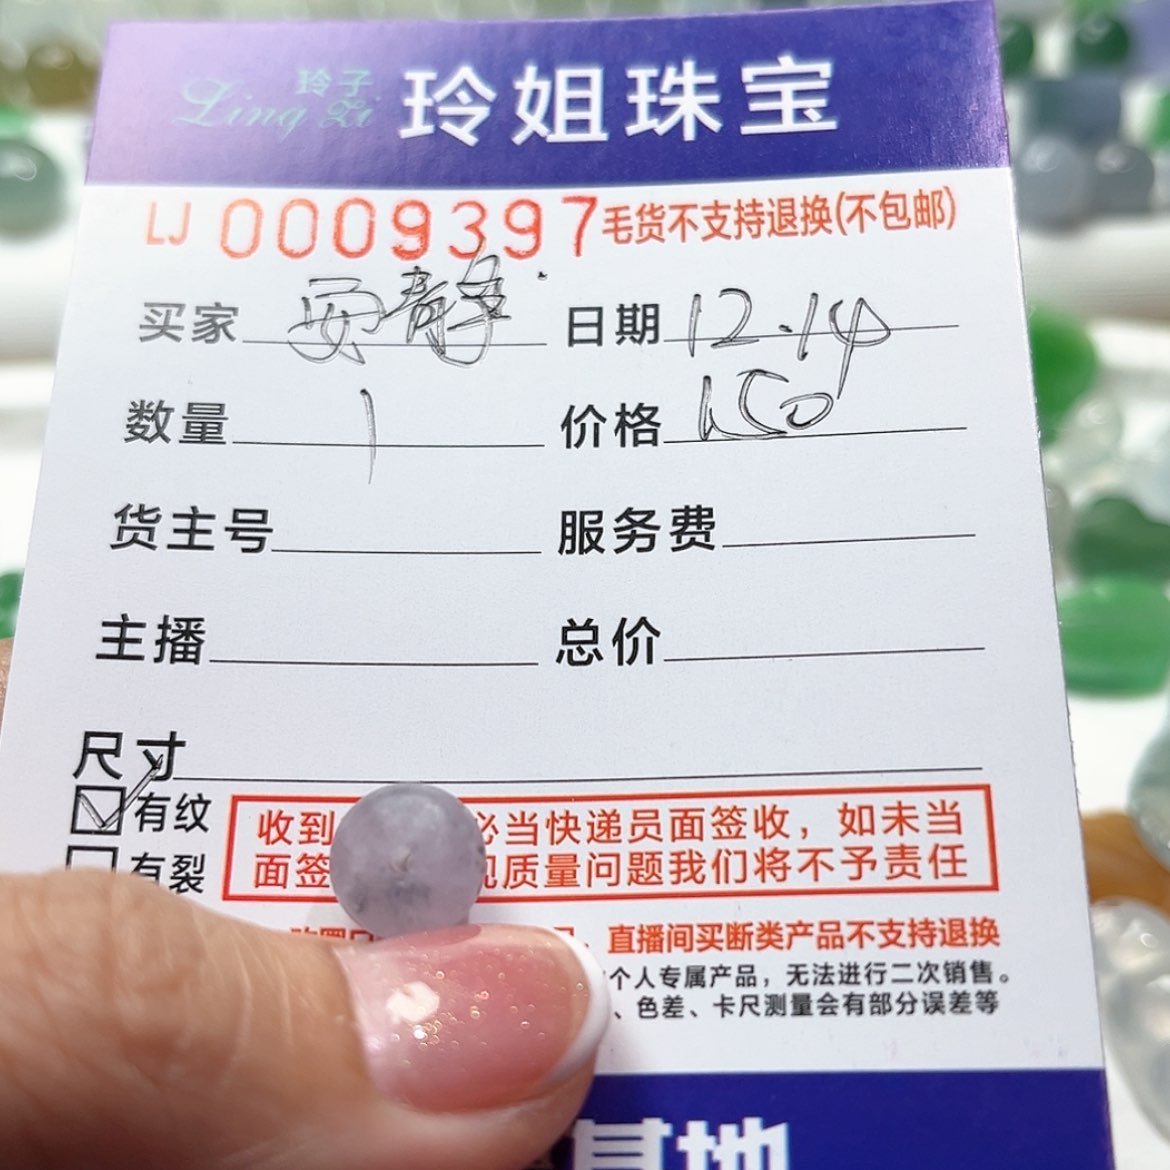 玲子
Ling Zi 玲姐珠宝
LJ 0009397 毛货不支持退换(不包邮)
买家 安静 日期 12.14
数量 1 价格 150
货主号 服务费
主播 总价
尺寸
有纹
有裂
收到 必当快递员面签收，如未当
面签 现质量问题我们将不予责任
、直播间买断类产品不支持退换
个人专属产品，无法进行二次销售。
、色差、卡尺测量会有部分误差等
基地